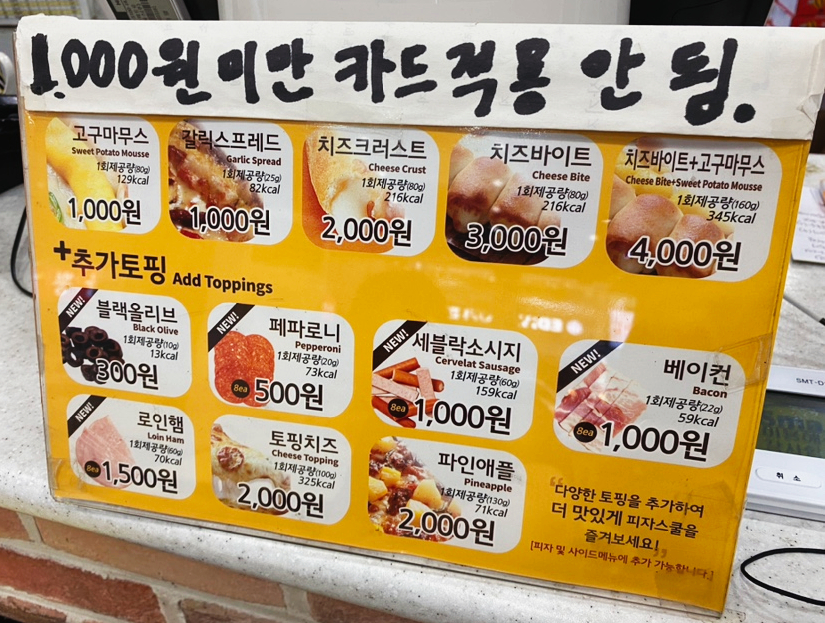 1.000원 미만 카드적용 안 됨.
고구마무스
Sweet Potato Mousse
1회제공량(80g)
129kcal
1,000원
갈릭스프레드
Garlic Spread
1회제공량(25g)
82kcal
1,000원
치즈크러스트
Cheese Crust
1회제공량(80g)
216kcal
2,000원
치즈바이트
Cheese Bite
1회제공량(80g)
216kcal
3,000원
치즈바이트+고구마무스
Cheese Bite+Sweet Potato Mousse
1회제공량(160g)
345kcal
4,000원
+추가토핑 Add Toppings
NEW!
블랙올리브
Black Olive
1회제공량(10g)
13kcal
300원
NEW!
페파로니
Pepperoni
1회제공량(20g)
73kcal
8ea 500원
NEW!
세블락소시지
Cervelat Sausage
1회제공량(60g)
159kcal
8ea 1,000원
NEW!
베이컨
Bacon
1회제공량(22g)
59kcal
8ea 1,000원
NEW!
로인햄
Loin Ham
1회제공량(60g)
70kcal
8ea 1,500원
토핑치즈
Cheese Topping
1회제공량(100g)
325kcal
2,000원
파인애플
Pineapple
1회제공량(130g)
71kcal
2,000원
"다양한 토핑을 추가하여
더 맛있게 피자스쿨을
즐겨보세요!"
[피자 및 사이드메뉴에 추가 가능합니다.]
SMT-D
취소